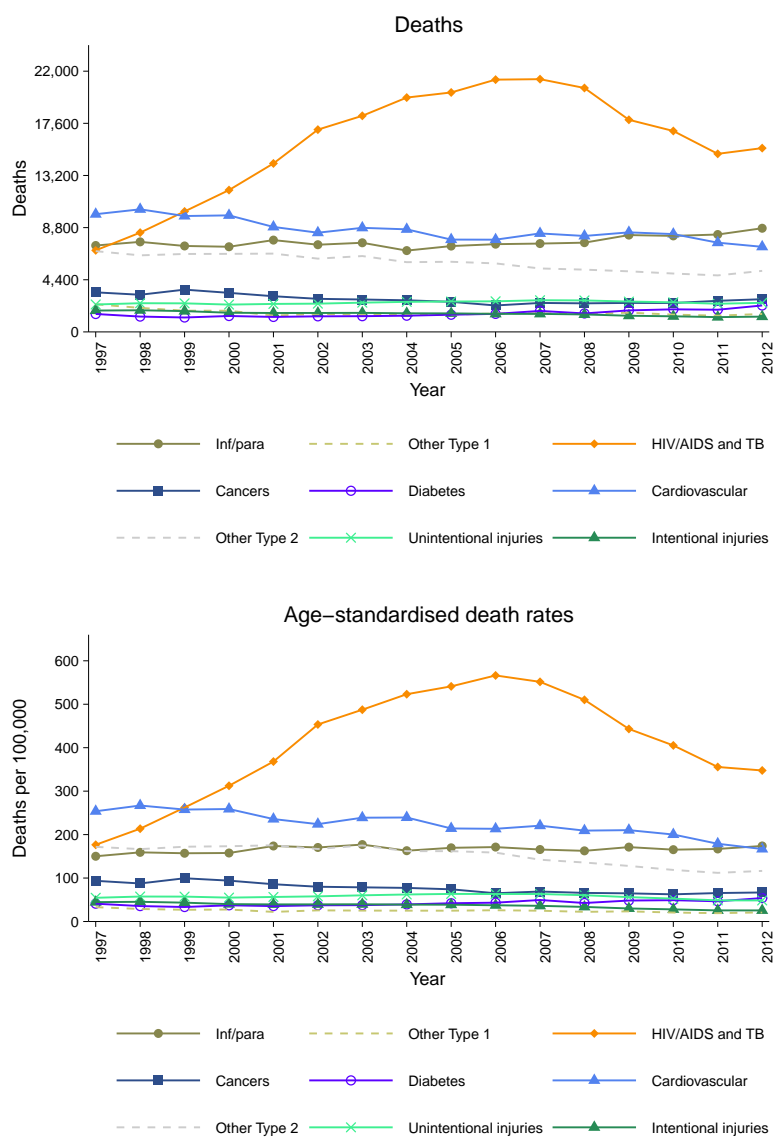 Deaths
22,000
17,600
13,200
8,800
4,400
0
Deaths
1997 1998 1999 2000 2001 2002 2003 2004 2005 2006 2007 2008 2009 2010 2011 2012
Year
Inf/para Other Type 1 HIV/AIDS and TB
Cancers Diabetes Cardiovascular
Other Type 2 Unintentional injuries Intentional injuries
Age−standardised death rates
600
500
400
300
200
100
0
Deaths per 100,000
1997 1998 1999 2000 2001 2002 2003 2004 2005 2006 2007 2008 2009 2010 2011 2012
Year
Inf/para Other Type 1 HIV/AIDS and TB
Cancers Diabetes Cardiovascular
Other Type 2 Unintentional injuries Intentional injuries